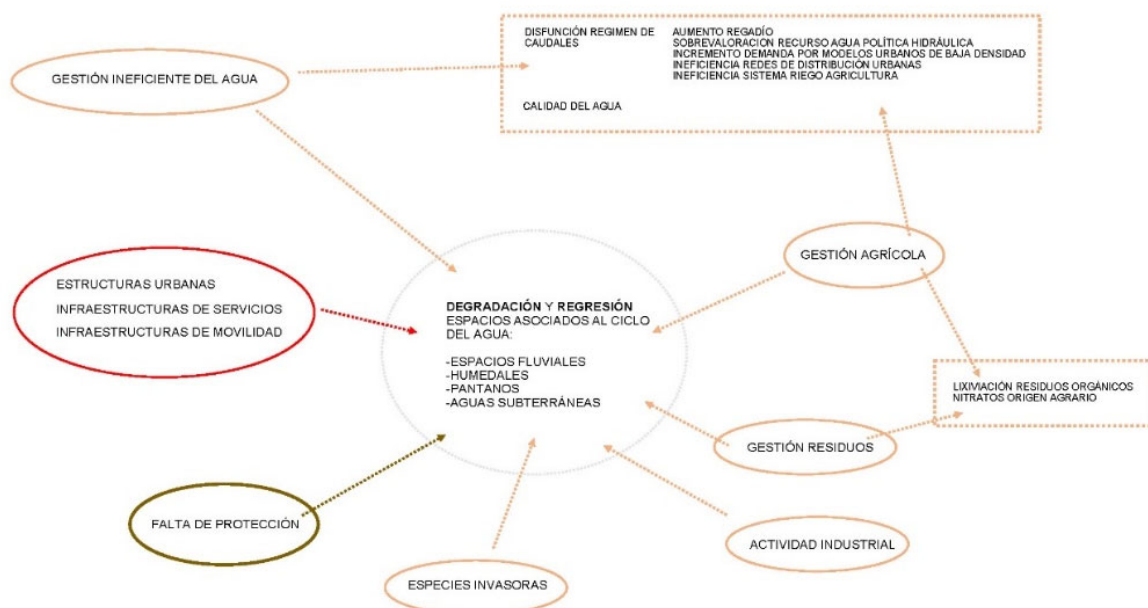 DISFUNCIÓN REGIMEN DE
CAUDALES
AUMENTO REGADÍO
SOBREVALORACION RECURSO AGUA POLÍTICA HIDRÁULICA
INCREMENTO DEMANDA POR MODELOS URBANOS DE BAJA DENSIDAD
INEFICIENCIA REDES DE DISTRIBUCIÓN URBANAS
INEFICIENCIA SISTEMA RIEGO AGRICULTURA
CALIDAD DEL AGUA
GESTIÓN INEFICIENTE DEL AGUA
GESTIÓN AGRÍCOLA
ESTRUCTURAS URBANAS
INFRAESTRUCTURAS DE SERVICIOS
INFRAESTRUCTURAS DE MOVILIDAD
DEGRADACIÓN Y REGRESIÓN
ESPACIOS ASOCIADOS AL CICLO
DEL AGUA:
-ESPACIOS FLUVIALES
-HUMEDALES
-PANTANOS
-AGUAS SUBTERRÁNEAS
LIXIVIACIÓN RESIDUOS ORGÁNICOS
NITRATOS ORIGEN AGRARIO
GESTIÓN RESIDUOS
FALTA DE PROTECCIÓN
ACTIVIDAD INDUSTRIAL
ESPECIES INVASORAS